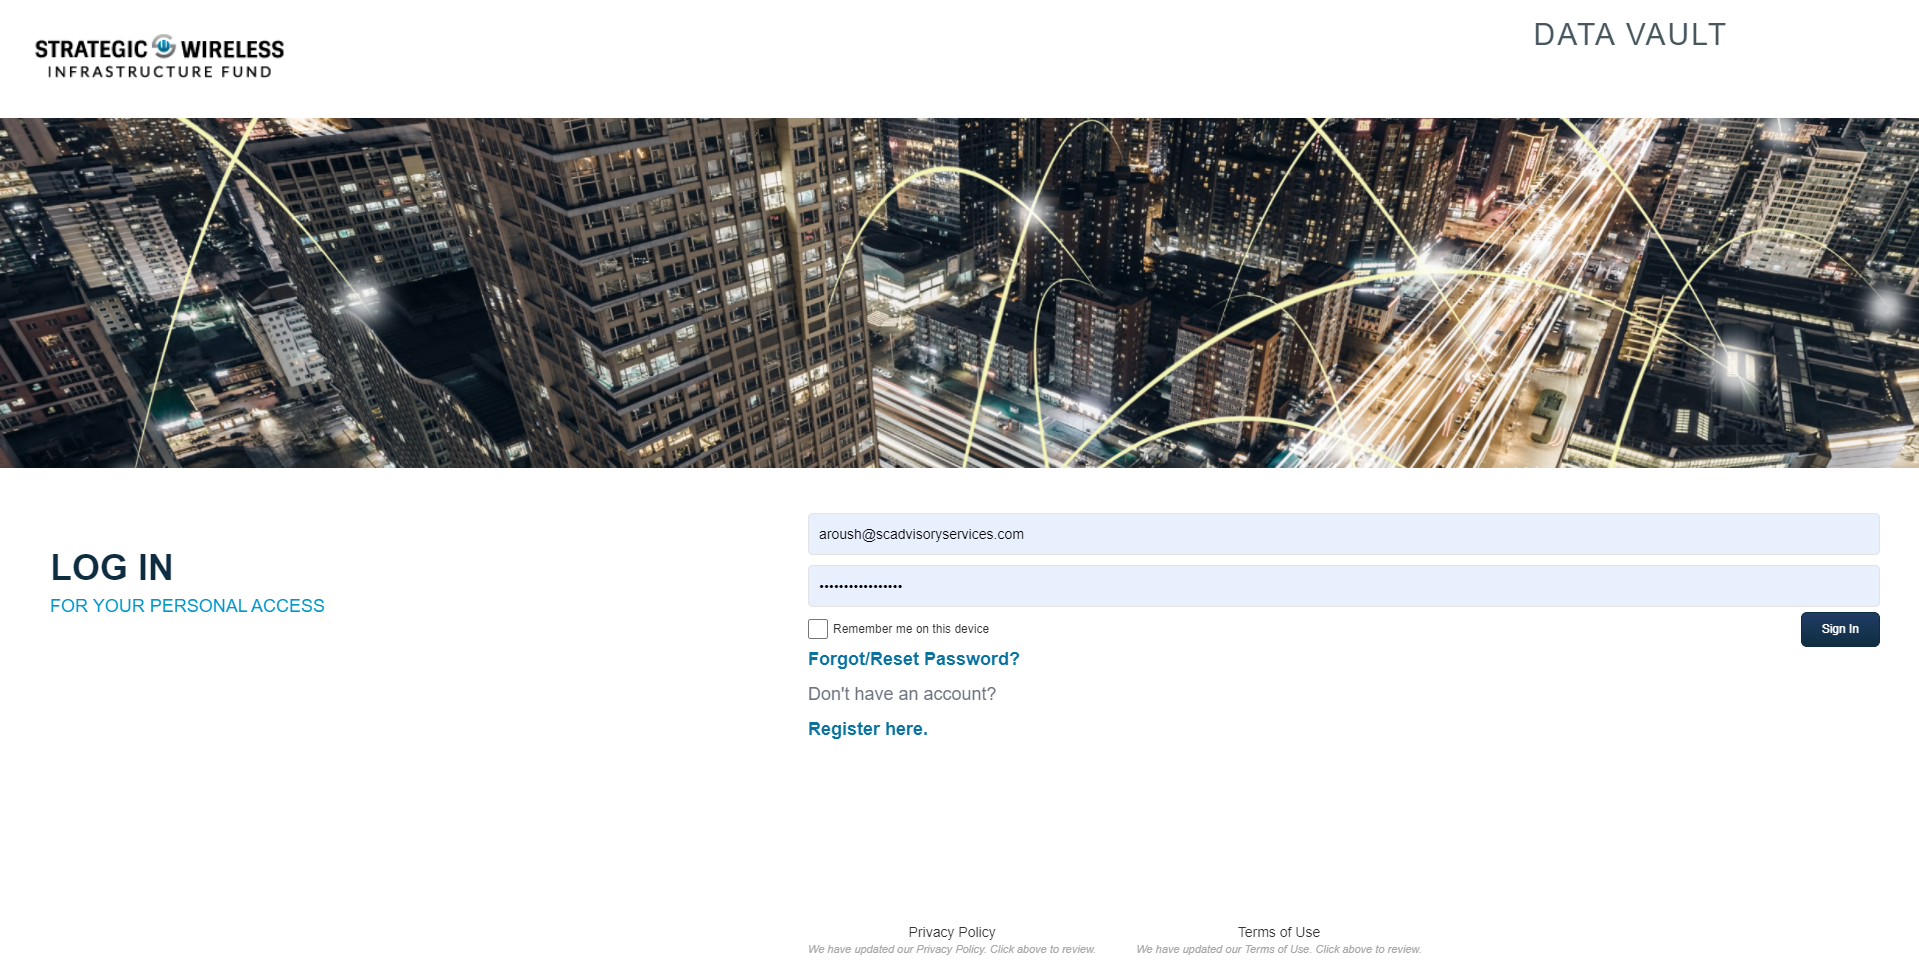 STRATEGIC WIRELESS
INFRASTRUCTURE FUND
DATA VAULT
LOG IN
FOR YOUR PERSONAL ACCESS
aroush@scadvisoryservices.com
•••••••••••••••••
Remember me on this device
Sign In
Forgot/Reset Password?
Don't have an account?
Register here.
Privacy Policy
We have updated our Privacy Policy. Click above to review.
Terms of Use
We have updated our Terms of Use. Click above to review.